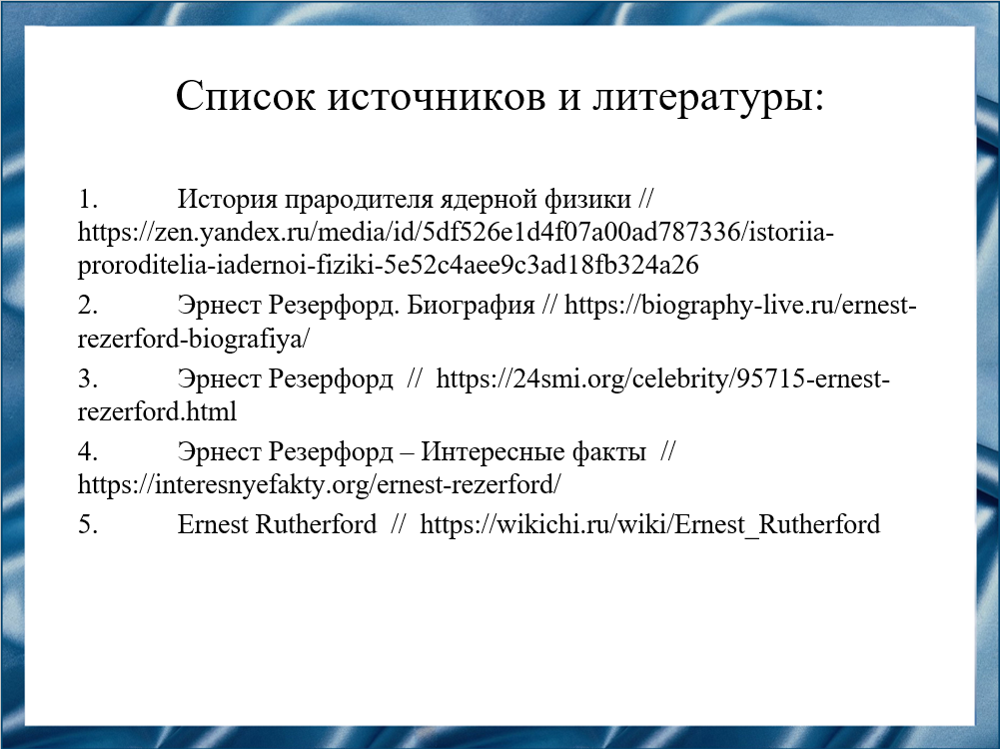 Список источников и литературы:
1. История прародителя ядерной физики //
https://zen.yandex.ru/media/id/5df526e1d4f07a00ad787336/istoriia-
proroditelia-iadernoi-fiziki-5e52c4aee9c3ad18fb324a26
2. Эрнест Резерфорд. Биография // https://biography-live.ru/ernest-
rezerford-biografiya/
3. Эрнест Резерфорд // https://24smi.org/celebrity/95715-ernest-
rezerford.html
4. Эрнест Резерфорд – Интересные факты //
https://interesnyefakty.org/ernest-rezerford/
5. Ernest Rutherford // https://wikichi.ru/wiki/Ernest_Rutherford